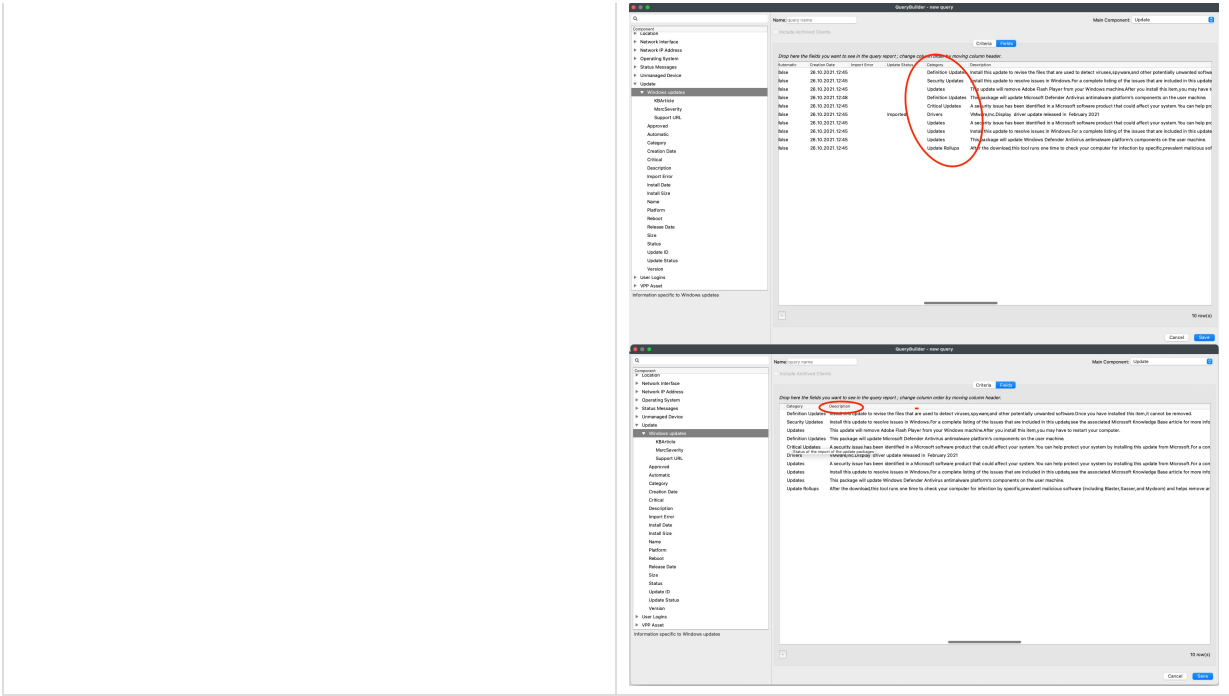 QueryBuilder - new query
Name: query name
Main Component: Update
Include Archived Clients
Component
Location
Criteria Fields
Network Interface
Network IP Address
Drop here the fields you want to see in the query report ; change column order by moving column header.
Operating System
Status Messages
Unmanaged Device
Update
Windows updates
KBArticle
MsrcSeverity
Support URL
Approved
Automatic
Category
Creation Date
Critical
Description
Import Error
Install Date
Install Size
Name
Platform
Reboot
Release Date
Size
Status
Update ID
Update Status
Version
User Logins
VPP Asset
Information specific to Windows updates
Automatic Creation Date Import Error Update Status Category Description
false 26.10.2021.12:45 Definition Updates Install this update to revise the files that are used to detect viruses,spyware,and other potentially unwanted softwa
false 26.10.2021.12:45 Security Updates Install this update to resolve issues in Windows.For a complete listing of the issues that are included in this update
false 26.10.2021.12:45 Updates This update will remove Adobe Flash Player from your Windows machine.After you install this item,you may have t
false 26.10.2021.12:48 Definition Updates This package will update Microsoft Defender Antivirus antimalware platform's components on the user machine.
false 26.10.2021.12:45 Critical Updates A security issue has been identified in a Microsoft software product that could affect your system.You can help pro
false 26.10.2021.12:45 Imported Drivers VMware,Inc.Display driver update released in February 2021
false 26.10.2021.12:45 Updates A security issue has been identified in a Microsoft software product that could affect your system.You can help pro
false 26.10.2021.12:45 Updates Install this update to resolve issues in Windows.For a complete listing of the issues that are included in this update
false 26.10.2021.12:45 Updates This package will update Windows Defender Antivirus antimalware platform's components on the user machine.
false 26.10.2021.12:45 Update Rollups After the download,this tool runs one time to check your computer for infection by specific,prevalent malicious sof
10 row(s)
Cancel Save
QueryBuilder - new query
Name: query name
Main Component: Update
Include Archived Clients
Component
Location
Criteria Fields
Network Interface
Network IP Address
Drop here the fields you want to see in the query report ; change column order by moving column header.
Operating System
Status Messages
Unmanaged Device
Update
Windows updates
KBArticle
MsrcSeverity
Support URL
Approved
Automatic
Category
Creation Date
Critical
Description
Import Error
Install Date
Install Size
Name
Platform
Reboot
Release Date
Size
Status
Update ID
Update Status
Version
User Logins
VPP Asset
Information specific to Windows updates
Category Description
Definition Updates Install this update to revise the files that are used to detect viruses,spyware,and other potentially unwanted software.Once you have installed this item,it cannot be removed.
Security Updates Install this update to resolve issues in Windows.For a complete listing of the issues that are included in this update,see the associated Microsoft Knowledge Base article for more info
Updates This update will remove Adobe Flash Player from your Windows machine.After you install this item,you may have to restart your computer.
Definition Updates This package will update Microsoft Defender Antivirus antimalware platform's components on the user machine.
Critical Updates A security issue has been identified in a Microsoft software product that could affect your system.You can help protect your system by installing this update from Microsoft.For a con
Status of the import of the update packages.
Drivers VMware,Inc.Display driver update released in February 2021
Updates A security issue has been identified in a Microsoft software product that could affect your system.You can help protect your system by installing this update from Microsoft.For a con
Updates Install this update to resolve issues in Windows.For a complete listing of the issues that are included in this update,see the associated Microsoft Knowledge Base article for more info
Updates This package will update Windows Defender Antivirus antimalware platform's components on the user machine.
Update Rollups After the download,this tool runs one time to check your computer for infection by specific,prevalent malicious software (including Blaster,Sasser,and Mydoom) and helps remove an
10 row(s)
Cancel Save